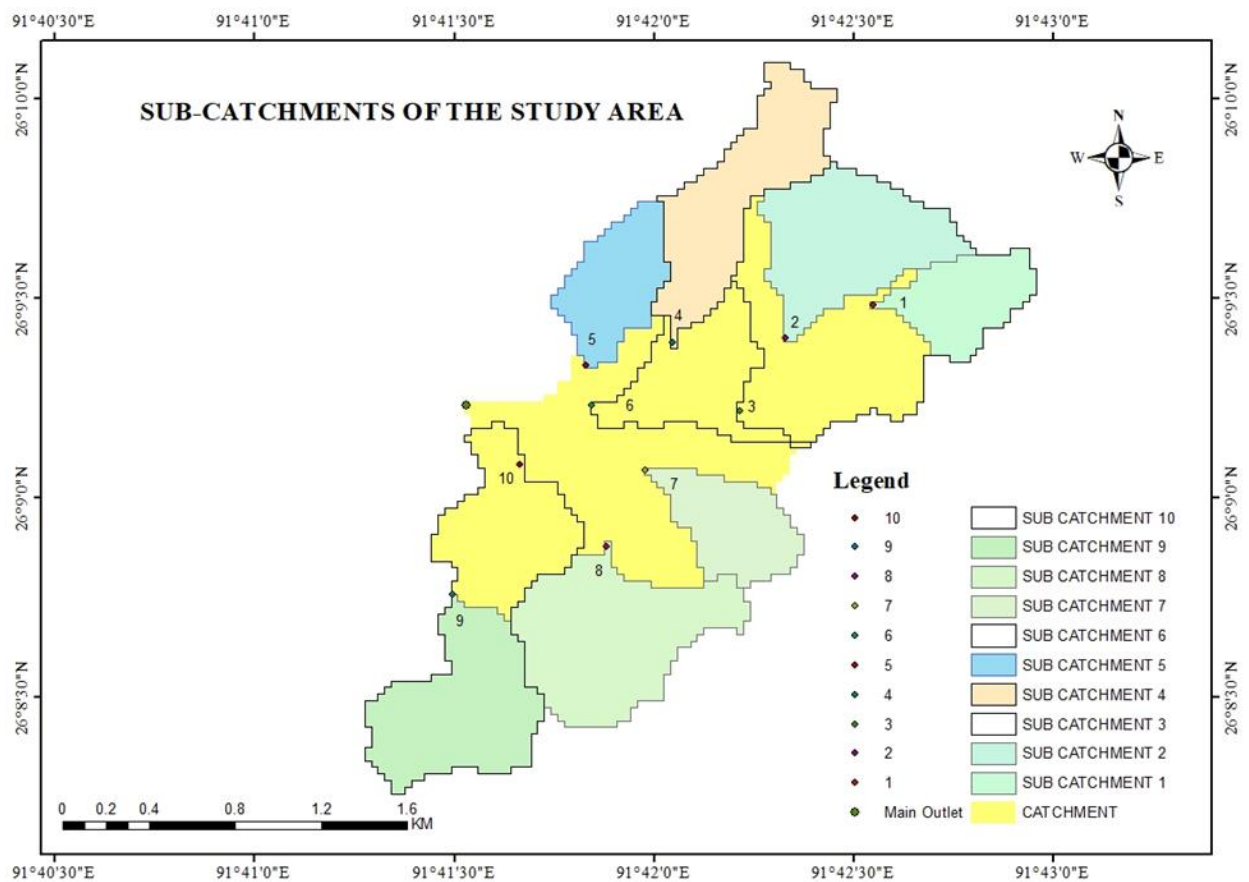 91°40'30"E 91°41'0"E 91°41'30"E 91°42'0"E 91°42'30"E 91°43'0"E
26°10'0"N
26°10'0"N
SUB-CATCHMENTS OF THE STUDY AREA
N
W E
S
26°9'30"N
26°9'30"N
1
4
2
5
6
3
10
7
8
9
26°9'0"N
26°9'0"N
26°8'30"N
26°8'30"N
Legend
10 SUB CATCHMENT 10
9 SUB CATCHMENT 9
8 SUB CATCHMENT 8
7 SUB CATCHMENT 7
6 SUB CATCHMENT 6
5 SUB CATCHMENT 5
4 SUB CATCHMENT 4
3 SUB CATCHMENT 3
2 SUB CATCHMENT 2
1 SUB CATCHMENT 1
Main Outlet CATCHMENT
0 0.2 0.4 0.8 1.2 1.6
KM
91°40'30"E 91°41'0"E 91°41'30"E 91°42'0"E 91°42'30"E 91°43'0"E